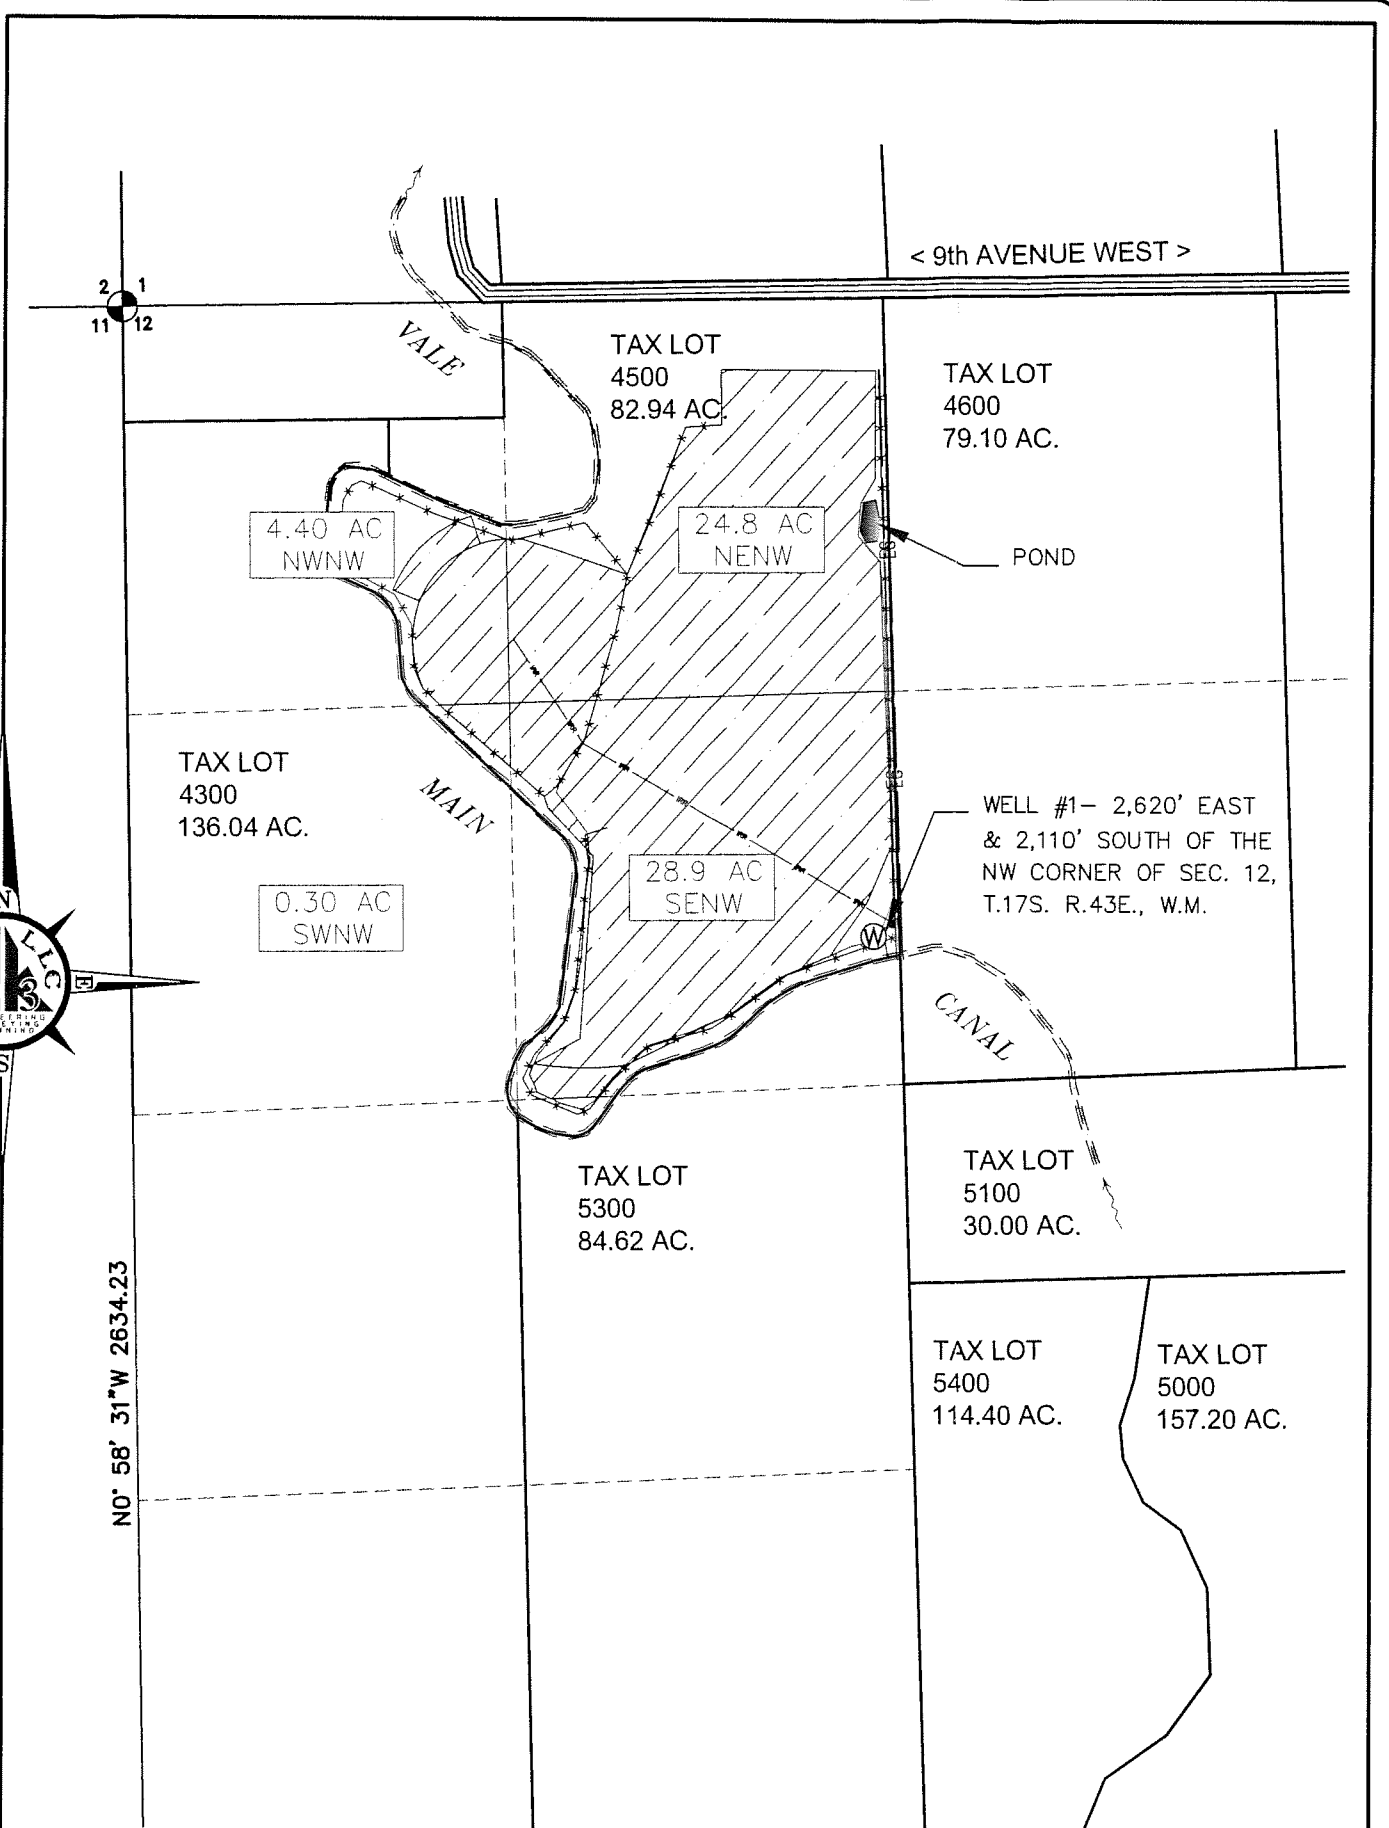 < 9th AVENUE WEST >
2 1
11 12
VALE
TAX LOT
4500
82.94 AC.
TAX LOT
4600
79.10 AC.
4.40 AC
NWNW
24.8 AC
NENW
POND
EG
TAX LOT
4300
136.04 AC.
MAIN
EG
WELL #1– 2,620' EAST
& 2,110' SOUTH OF THE
NW CORNER OF SEC. 12,
T.17S. R.43E., W.M.
28.9 AC
SENW
0.30 AC
SWNW
W
N
LLC
E
3
S
CANAL
TAX LOT
5300
84.62 AC.
TAX LOT
5100
30.00 AC.
N0° 58' 31"W 2634.23
TAX LOT
5400
114.40 AC.
TAX LOT
5000
157.20 AC.